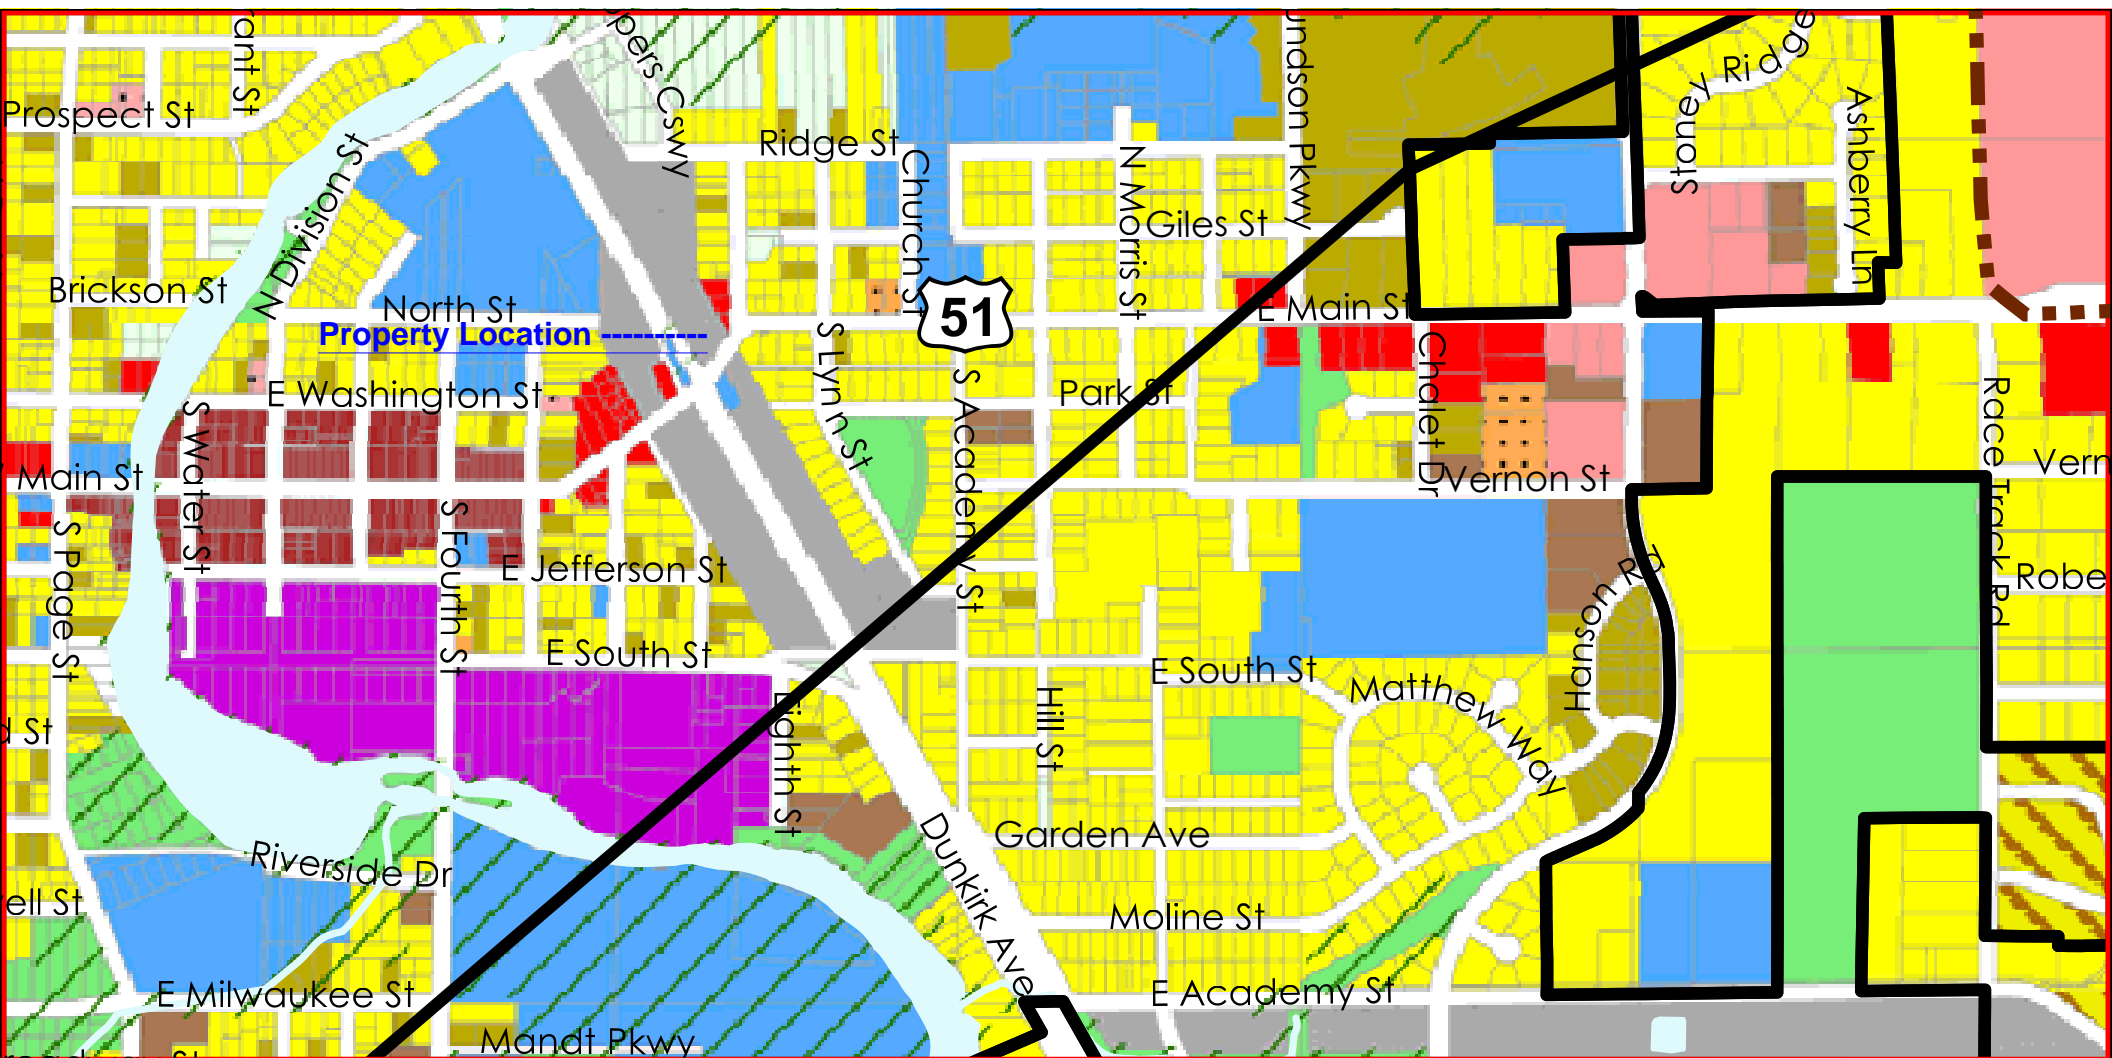 Stoney Ridge
Prospect St
Ridge St
N Division St
Church St
N Morris St
Giles St
Ashberry Ln
Brickson St
North St
E Main St
51
Property Location -----------
S Lynn St
E Washington St
S Academy St
Park St
Chalet Dr
Race Track Rd
S Water St
Main St
Vernon St
S Page St
S Fourth St
E Jefferson St
Hanson Rd
E South St
E South St
Matthew Way
Eighth St
Hill St
Garden Ave
Riverside Dr
Dunkirk Ave
Moline St
E Milwaukee St
E Academy St
Mandt Pkwy